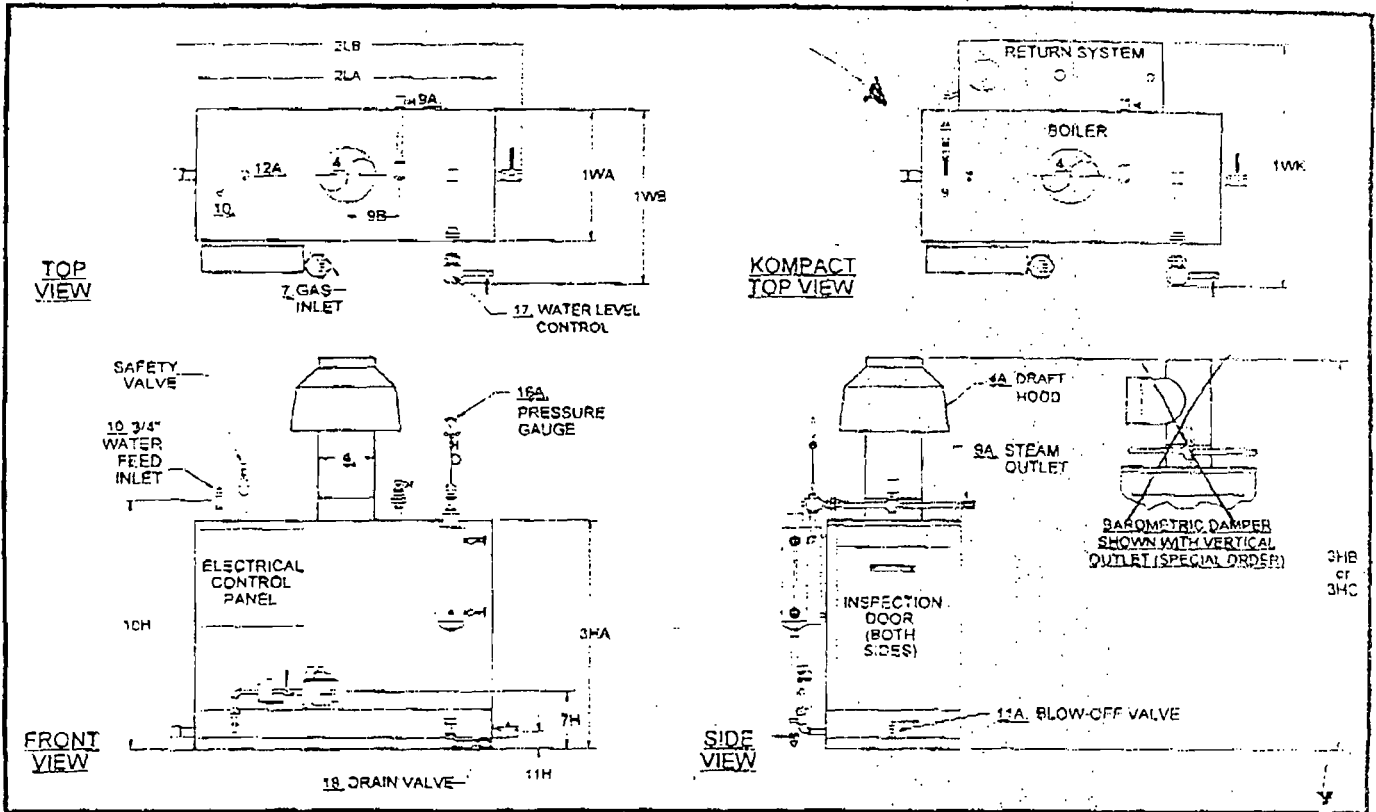 2LB
2LA
9A
12A
4
10
9B
1WA
1WB
TOP
VIEW
7 GAS
INLET
17 WATER LEVEL
CONTROL
RETURN SYSTEM
BOILER
4
9
1WK
KOMPACT
TOP VIEW
SAFETY
VALVE
10 3/4"
WATER
FEED
INLET
4
16A
PRESSURE
GAUGE
ELECTRICAL
CONTROL
PANEL
10H
3HA
7H
11H
FRONT
VIEW
18 DRAIN VALVE
4A DRAFT
HOOD
9A STEAM
OUTLET
INSPECTION
DOOR
(BOTH
SIDES)
11A. BLOW-OFF VALVE
SIDE
VIEW
BAROMETRIC DAMPER
SHOWN WITH VERTICAL
OUTLET (SPECIAL ORDER)
3HB
or
3HC